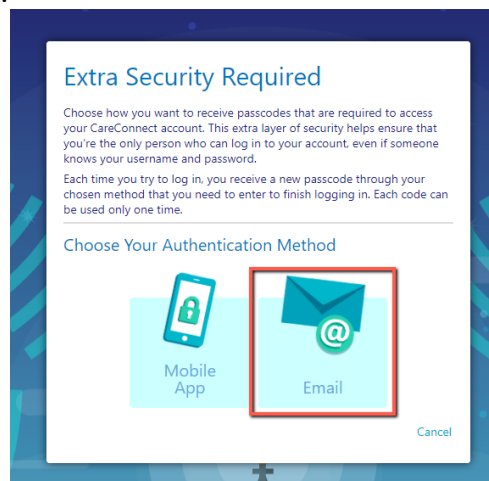 Extra Security Required
Choose how you want to receive passcodes that are required to access
your CareConnect account. This extra layer of security helps ensure that
you're the only person who can log in to your account, even if someone
knows your username and password.
Each time you try to log in, you receive a new passcode through your
chosen method that you need to enter to finish logging in. Each code can
be used only one time.
Choose Your Authentication Method
@
Mobile
App
Email
Cancel